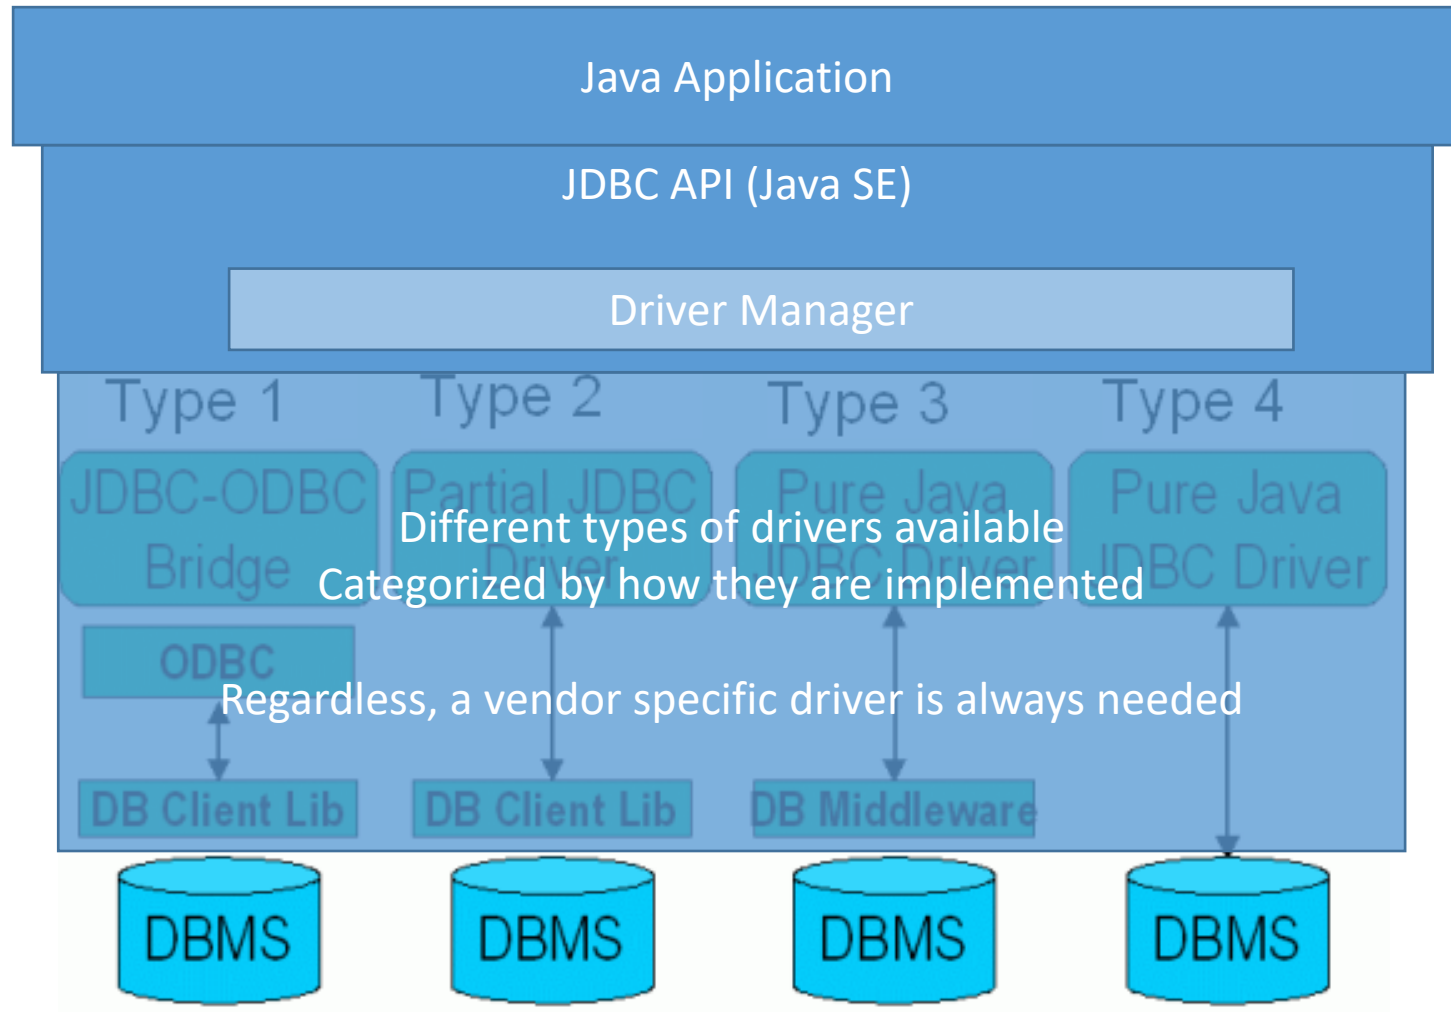 Java Application
JDBC API (Java SE)
Driver Manager
Type 1
Type 2
Type 3
Type 4
JDBC-ODBC
Bridge
Partial JDBC
Driver
Pure Java
JDBC Driver
Pure Java
JDBC Driver
Different types of drivers available
Categorized by how they are implemented
ODBC
Regardless, a vendor specific driver is always needed
DB Client Lib
DB Client Lib
DB Middleware
DBMS
DBMS
DBMS
DBMS